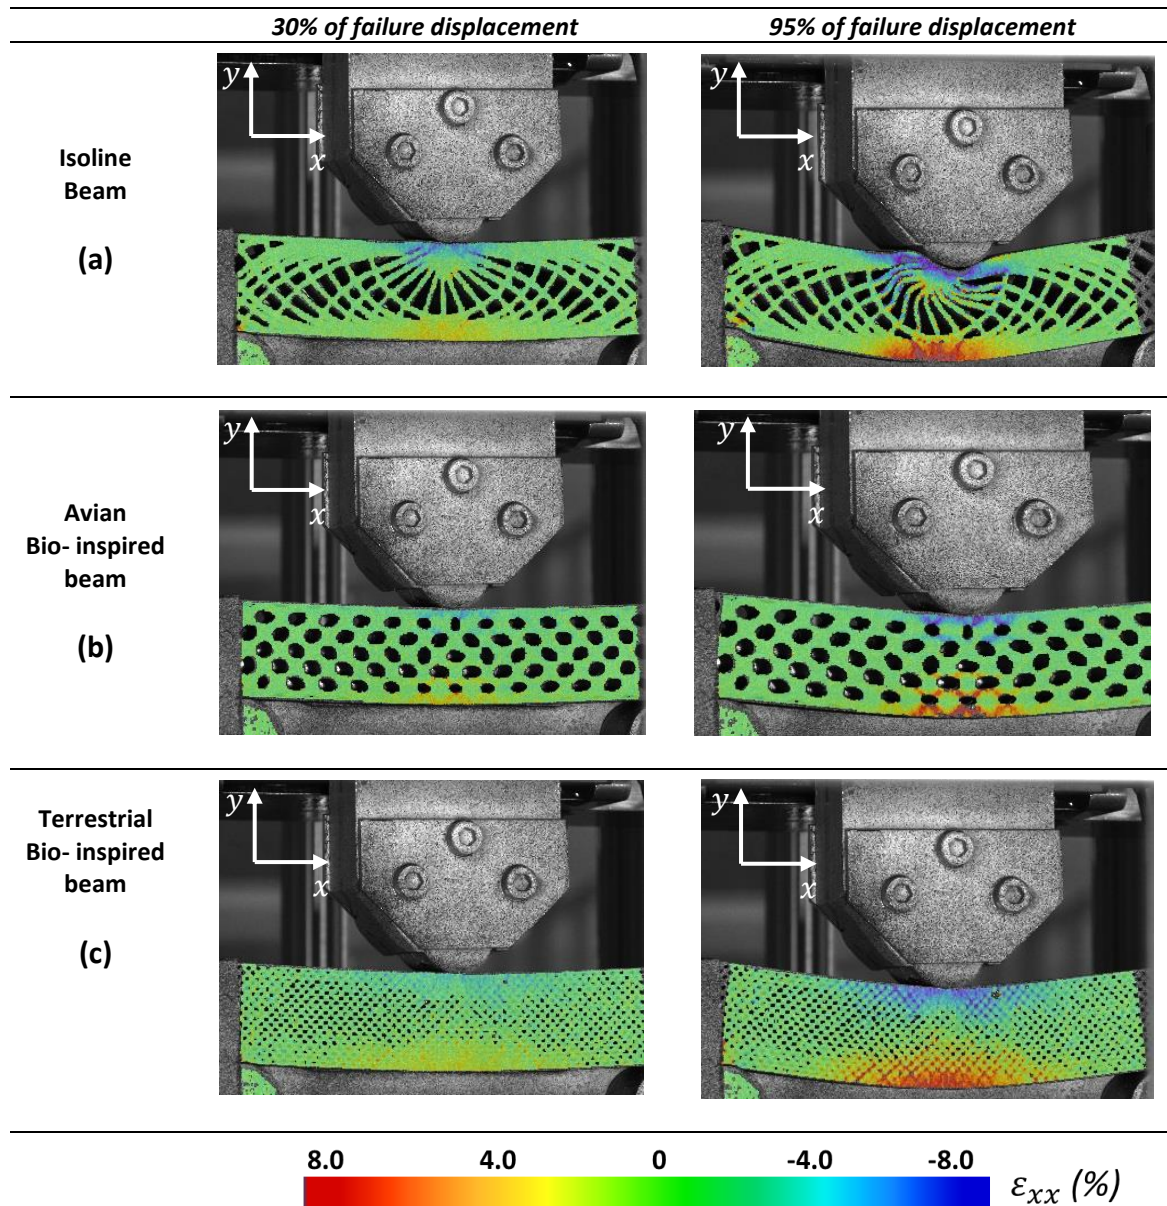 30% of failure displacement
95% of failure displacement
Isoline
Beam
(a)
y
x
y
x
Avian
Bio- inspired
beam
(b)
y
x
y
x
Terrestrial
Bio- inspired
beam
(c)
y
x
y
x
8.0 4.0 0 -4.0 -8.0
εxx (%)